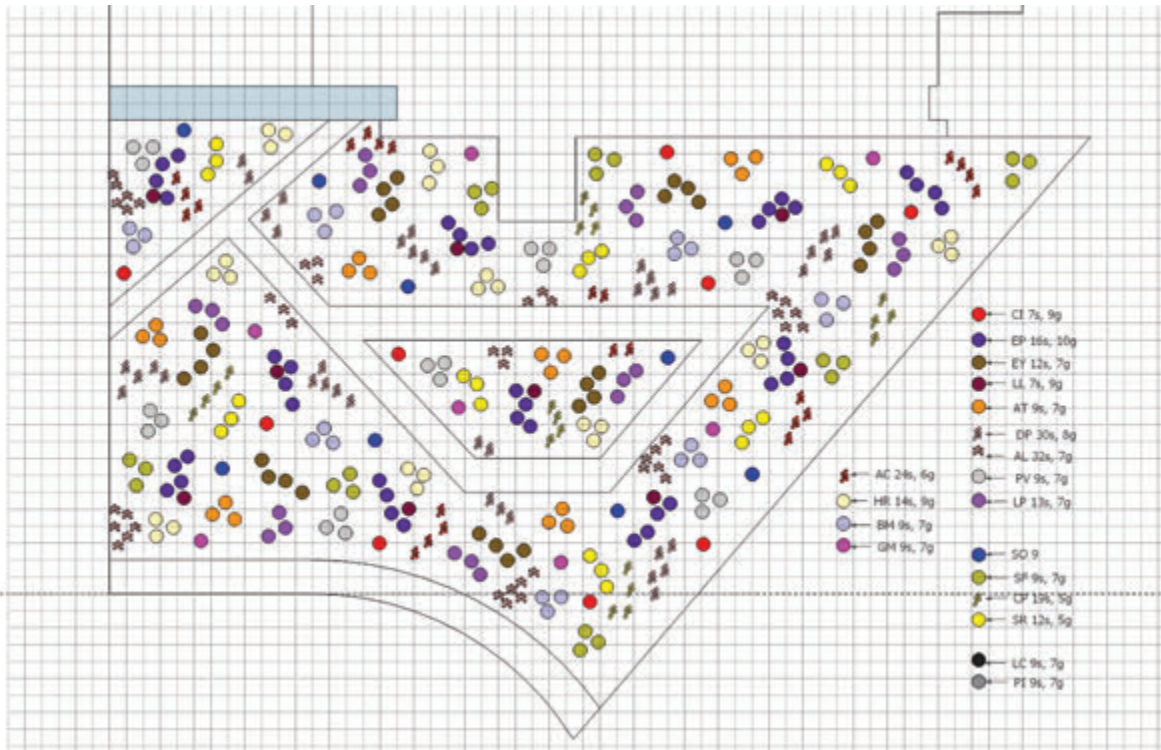 CI 7s, 9g
EP 16s, 10g
EY 12s, 7g
LL 7s, 9g
AT 9s, 7g
DP 30s, 8g
AL 32s, 7g
PV 9s, 7g
LP 13s, 7g
AC 24s, 6g
HR 14s, 9g
BM 9s, 7g
GM 9s, 7g
SO 9
SP 9s, 7g
CP 19s, 5g
SR 12s, 5g
LC 9s, 7g
PI 9s, 7g